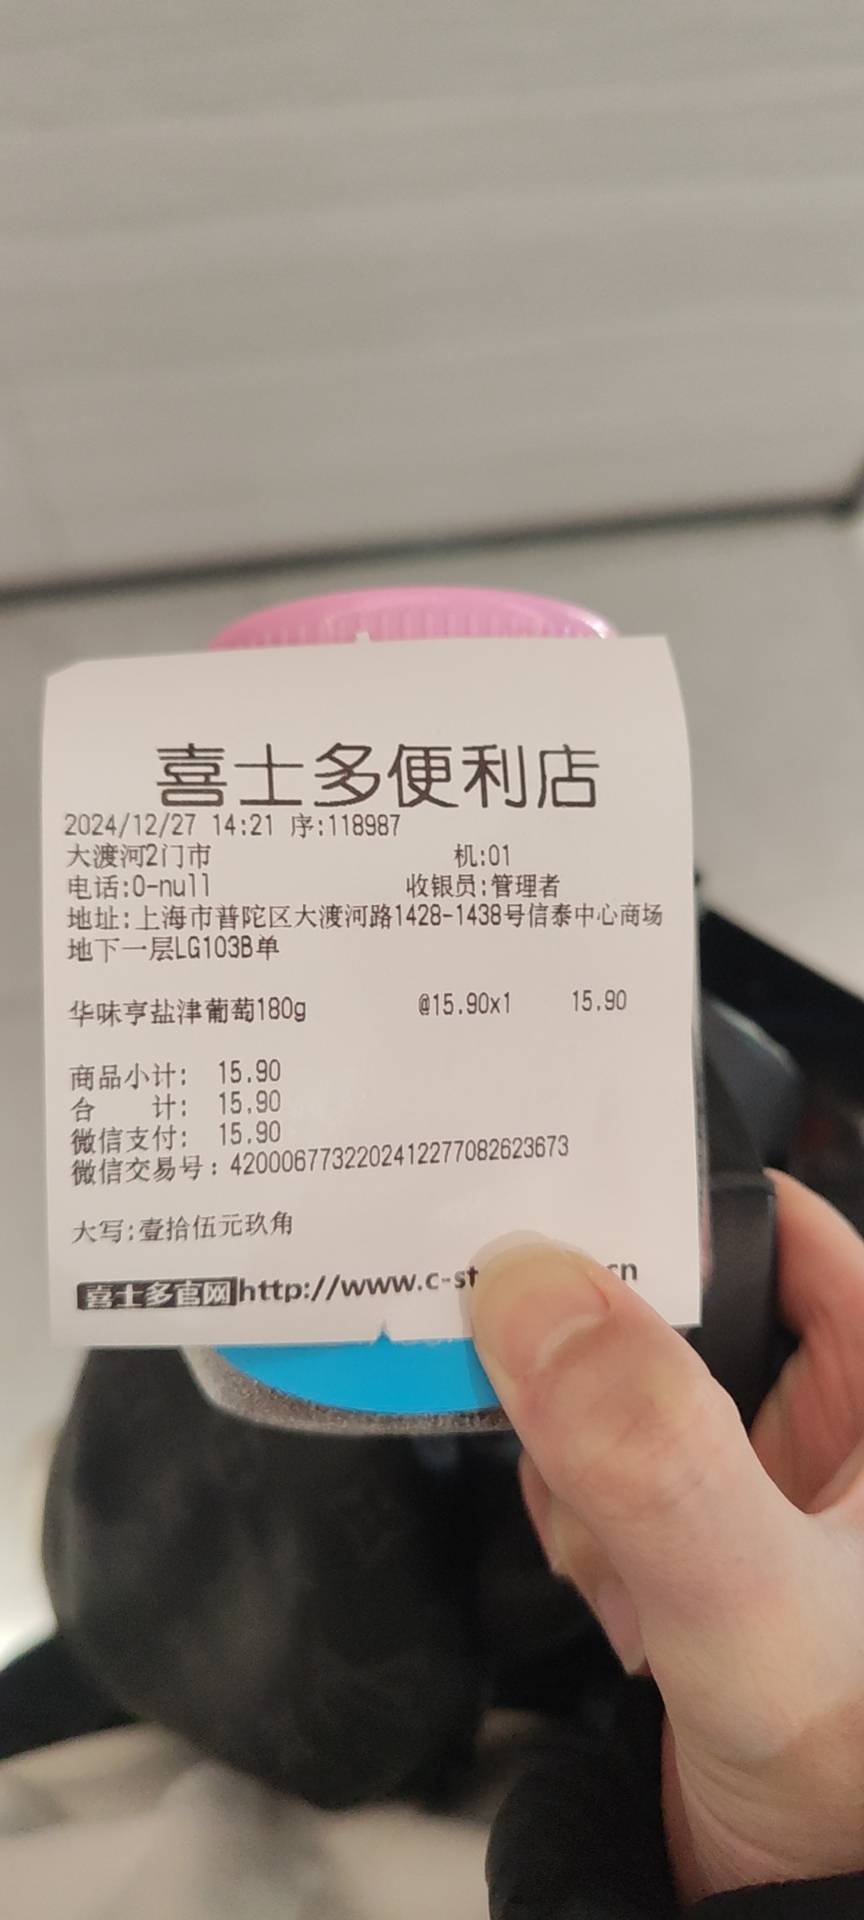 喜士多便利店
2024/12/27 14:21 序:118987
大渡河2门市 机:01
电话:0-null 收银员:管理者
地址:上海市普陀区大渡河路1428-1438号信泰中心商场
地下一层LG103B单
华味亨盐津葡萄180g @15.90x1 15.90
商品小计: 15.90
合 计: 15.90
微信支付: 15.90
微信交易号:4200067732202412277082623673
大写:壹拾伍元玖角
喜士多官网http://www.c-st cn